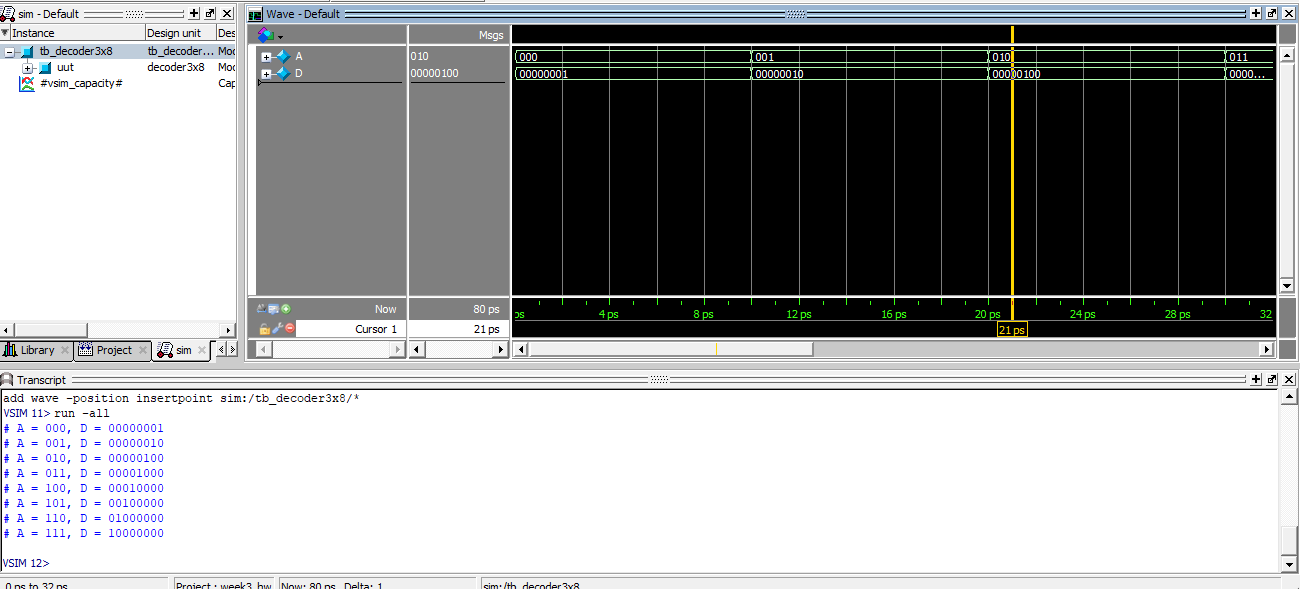 sim - Default
Instance Design unit Des
tb_decoder3x8 tb_decoder... Moc
uut decoder3x8 Moc
#vsim_capacity# Cap
Library Project sim
Wave - Default
Msgs
A 010 000 001 010 011
D 00000100 00000001 00000010 00000100 0000...
Now 80 ps ps 4 ps 8 ps 12 ps 16 ps 20 ps 24 ps 28 ps 32
Cursor 1 21 ps 21 ps
Transcript
add wave -position insertpoint sim:/tb_decoder3x8/*
VSIM 11> run -all
# A = 000, D = 00000001
# A = 001, D = 00000010
# A = 010, D = 00000100
# A = 011, D = 00001000
# A = 100, D = 00010000
# A = 101, D = 00100000
# A = 110, D = 01000000
# A = 111, D = 10000000
VSIM 12>
0 ps to 32 ps Project : week3_hw Now: 80 ps Delta: 1 sim:/tb_decoder3x8